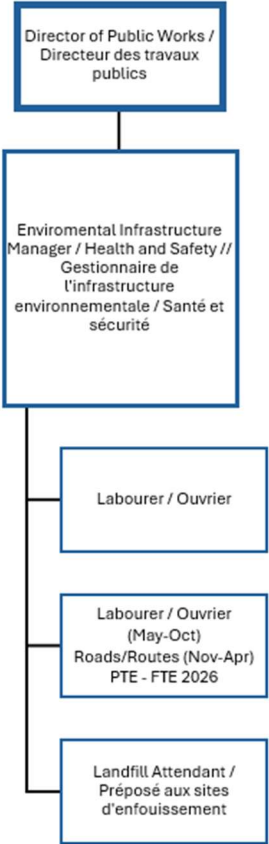 Director of Public Works /
Directeur des travaux
publics
Enviromental Infrastructure
Manager / Health and Safety //
Gestionnaire de
l'infrastructure
environnementale / Santé et
sécurité
Labourer / Ouvrier
Labourer / Ouvrier
(May-Oct)
Roads/Routes (Nov-Apr)
PTE - FTE 2026
Landfill Attendant /
Préposé aux sites
d'enfouissement